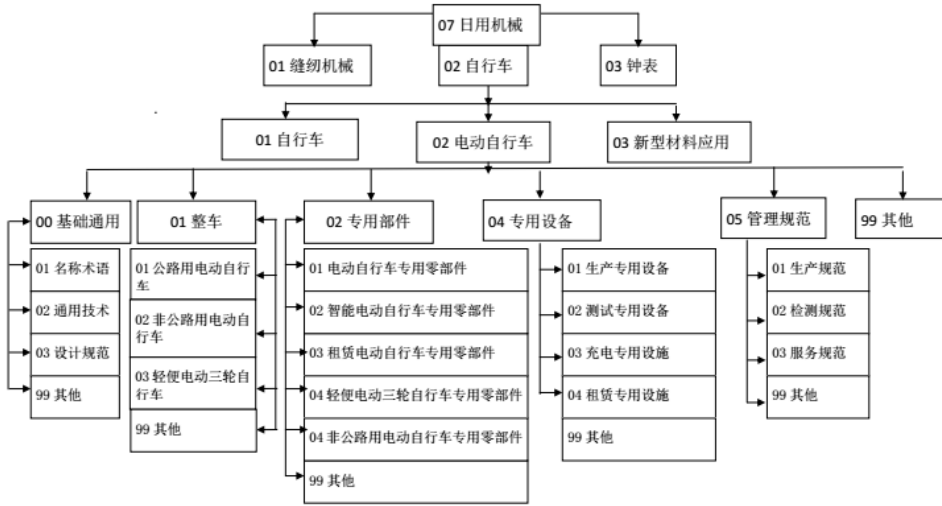 07 日用机械
01 缝纫机械
02 自行车
03 钟表
01 自行车
02 电动自行车
03 新型材料应用
00 基础通用
01 整车
02 专用部件
04 专用设备
05 管理规范
99 其他
01 名称术语
02 通用技术
03 设计规范
99 其他
01 公路用电动自行
车
02 非公路用电动自
行车
03 轻便电动三轮自
行车
99 其他
01 电动自行车专用零部件
02 智能电动自行车专用零部件
03 租赁电动自行车专用零部件
04 轻便电动三轮自行车专用零部件
04 非公路用电动自行车专用零部件
99 其他
01 生产专用设备
02 测试专用设备
03 充电专用设施
04 租赁专用设施
99 其他
01 生产规范
02 检测规范
03 服务规范
99 其他